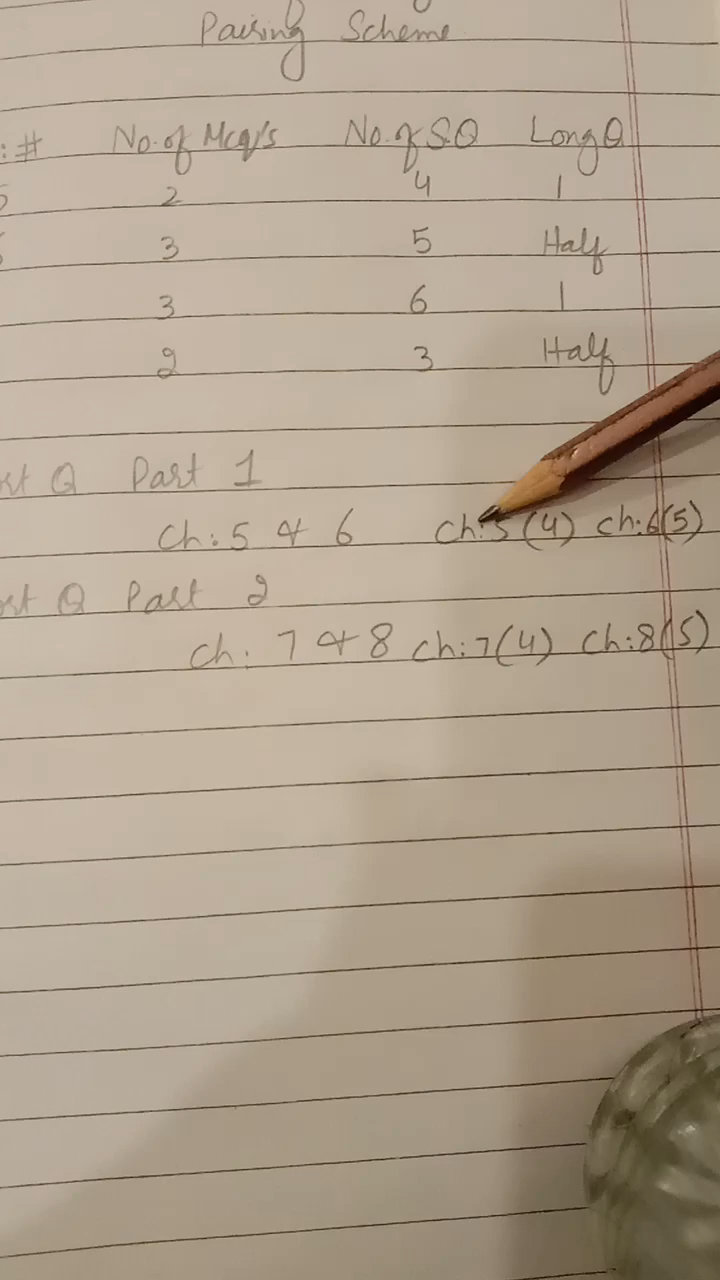 Pairing Scheme
:# No. of Mcq's No. of S.Q Long Q
5 2 4 1
3 5 Half
3 6 1
2 3 Half
Q Part 1
Ch: 5 & 6 Ch:5 (4) Ch:6(5)
Q Part 2
Ch: 7 & 8 Ch:7(4) Ch:8(5)